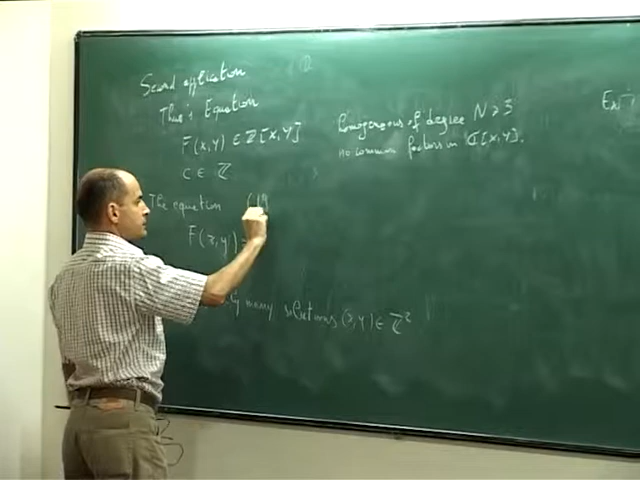 Second application
Thue's Equation
F(x,y) ∈ ℤ[x,y] homogeneous of degree N ≥ 3
no common factors in ℂ[x,y].
c ∈ ℤ
The equation
F(x,y) =
many solutions (x,y) ∈ ℤ²